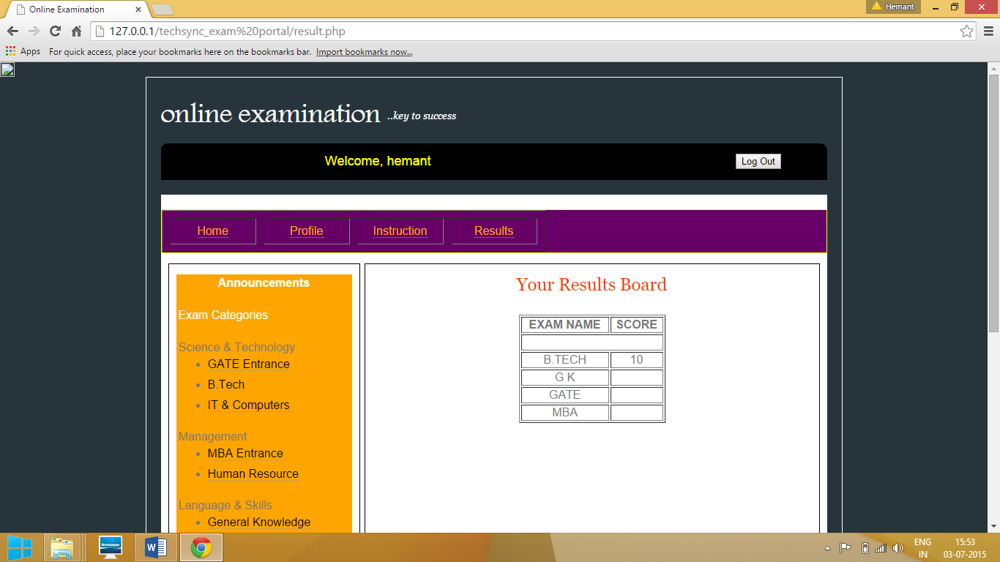 Online Examination
Hemant
127.0.0.1/techsync_exam%20portal/result.php
Apps For quick access, place your bookmarks here on the bookmarks bar. Import bookmarks now...
online examination ..key to success
Welcome, hemant Log Out
Home Profile Instruction Results
Announcements
Exam Categories
Science & Technology
GATE Entrance
B.Tech
IT & Computers
Management
MBA Entrance
Human Resource
Language & Skills
General Knowledge
Your Results Board
EXAM NAME SCORE
B.TECH 10
G K
GATE
MBA
lenovo
ENG 15:53
IN 03-07-2015